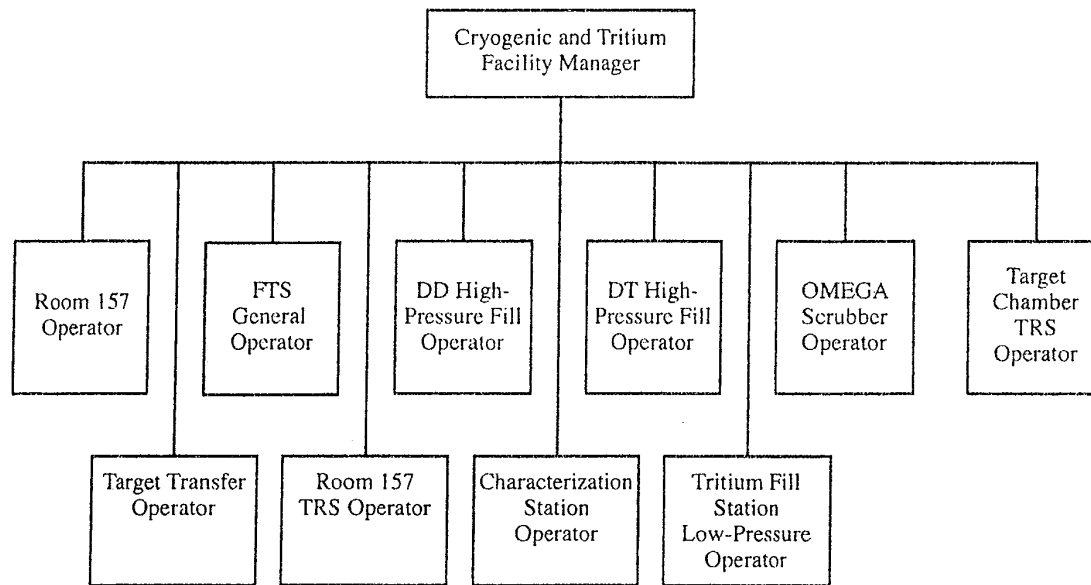 Cryogenic and Tritium
Facility Manager
Room 157
Operator
FTS
General
Operator
DD High-
Pressure Fill
Operator
DT High-
Pressure Fill
Operator
OMEGA
Scrubber
Operator
Target
Chamber
TRS
Operator
Target Transfer
Operator
Room 157
TRS Operator
Characterization
Station
Operator
Tritium Fill
Station
Low-Pressure
Operator